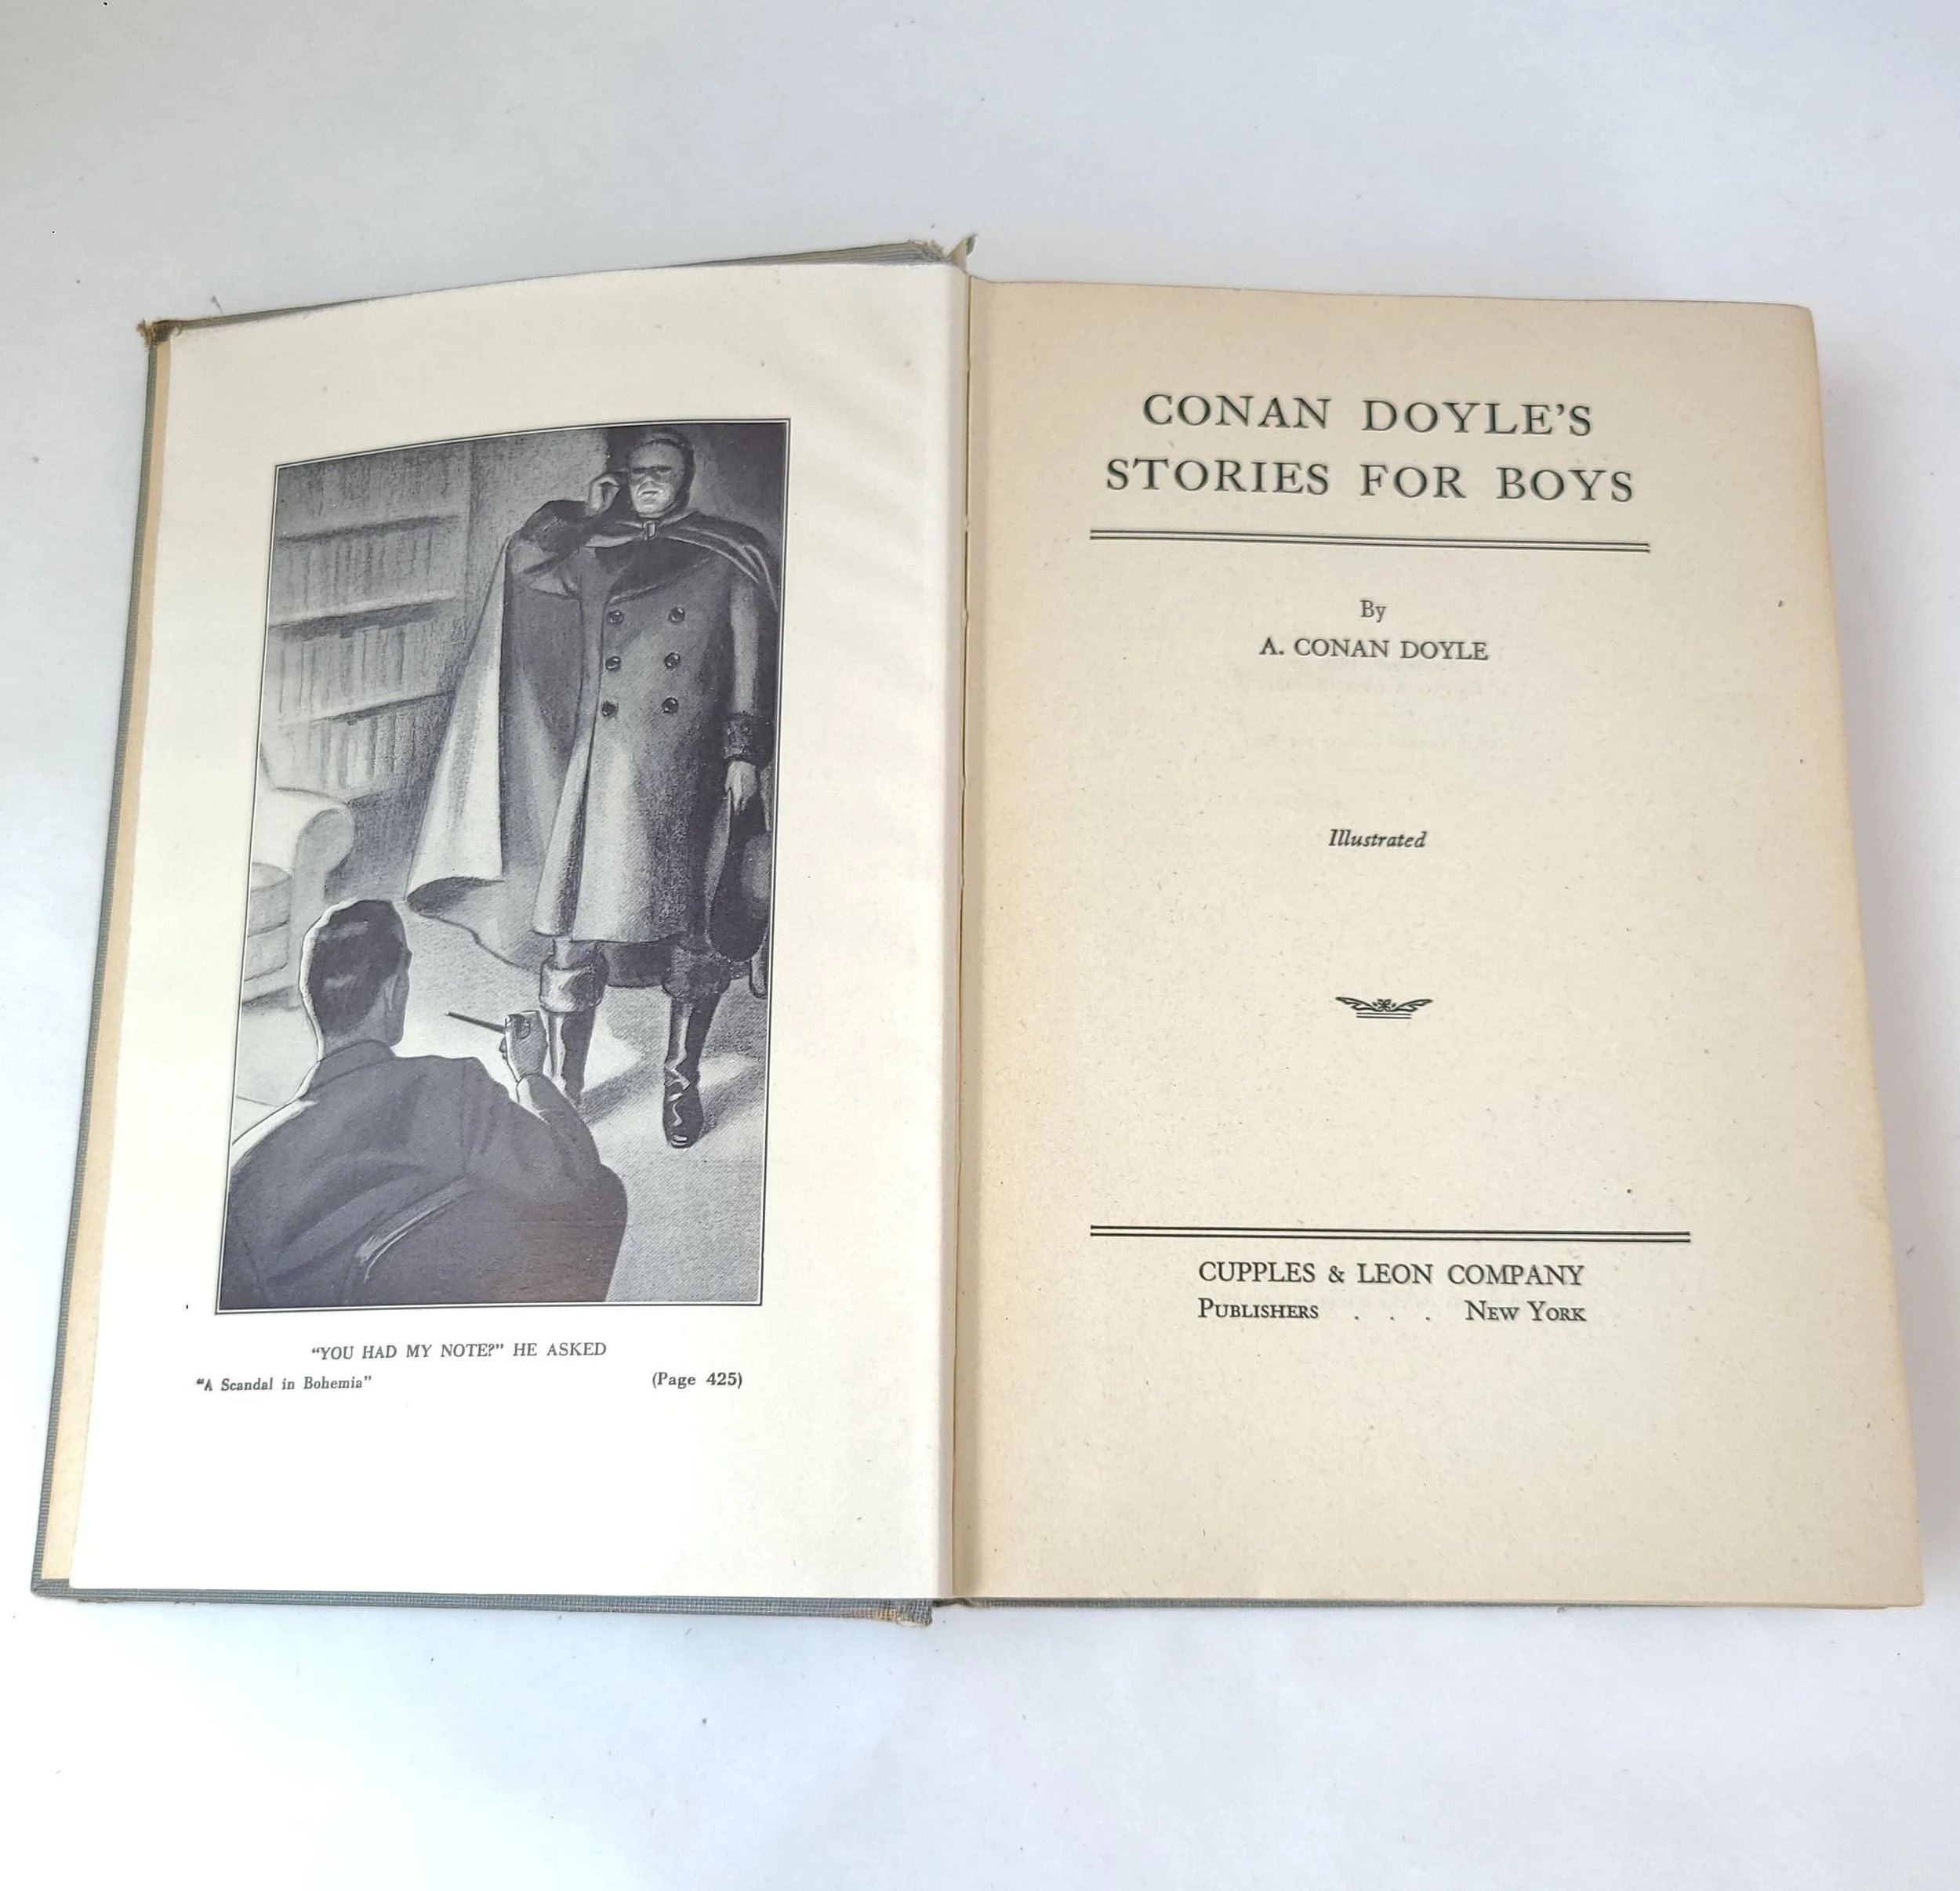 "YOU HAD MY NOTE?" HE ASKED
"A Scandal in Bohemia" (Page 425)
CONAN DOYLE'S
STORIES FOR BOYS
By
A. CONAN DOYLE
Illustrated
CUPPLES & LEON COMPANY
PUBLISHERS . . . NEW YORK